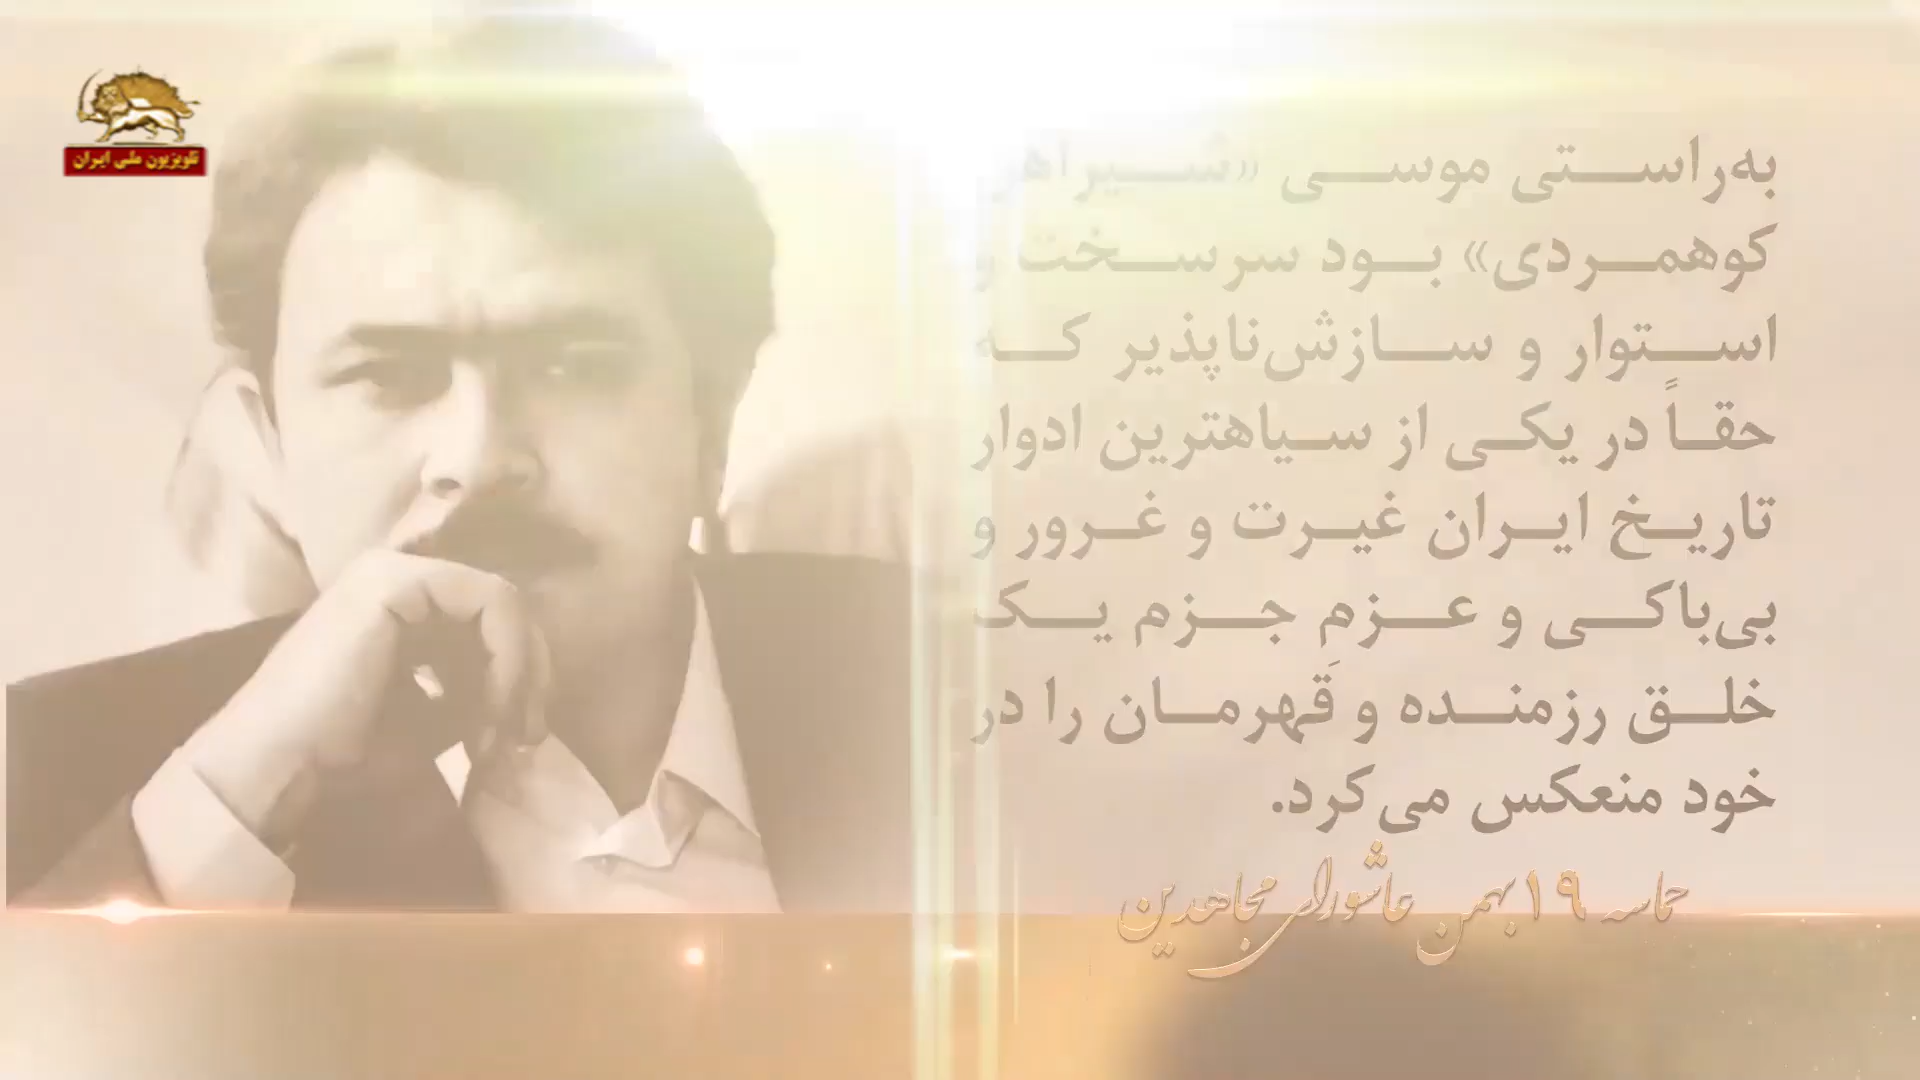 تلویزیون ملی ایران
به‌راستی موسی «شیرآهن
کوهمردی» بود سرسخت و
استوار و سازش‌ناپذیر که
حقاً در یکی از سیاهترین ادوار
تاریخ ایران غیرت و غرور و
بی‌باکی و عزمِ جزم یک
خلق رزمنده و قَهرمان را در
خود منعکس می‌کرد.
حماسه ۱۹ بهمن عاشورای مجاهدین